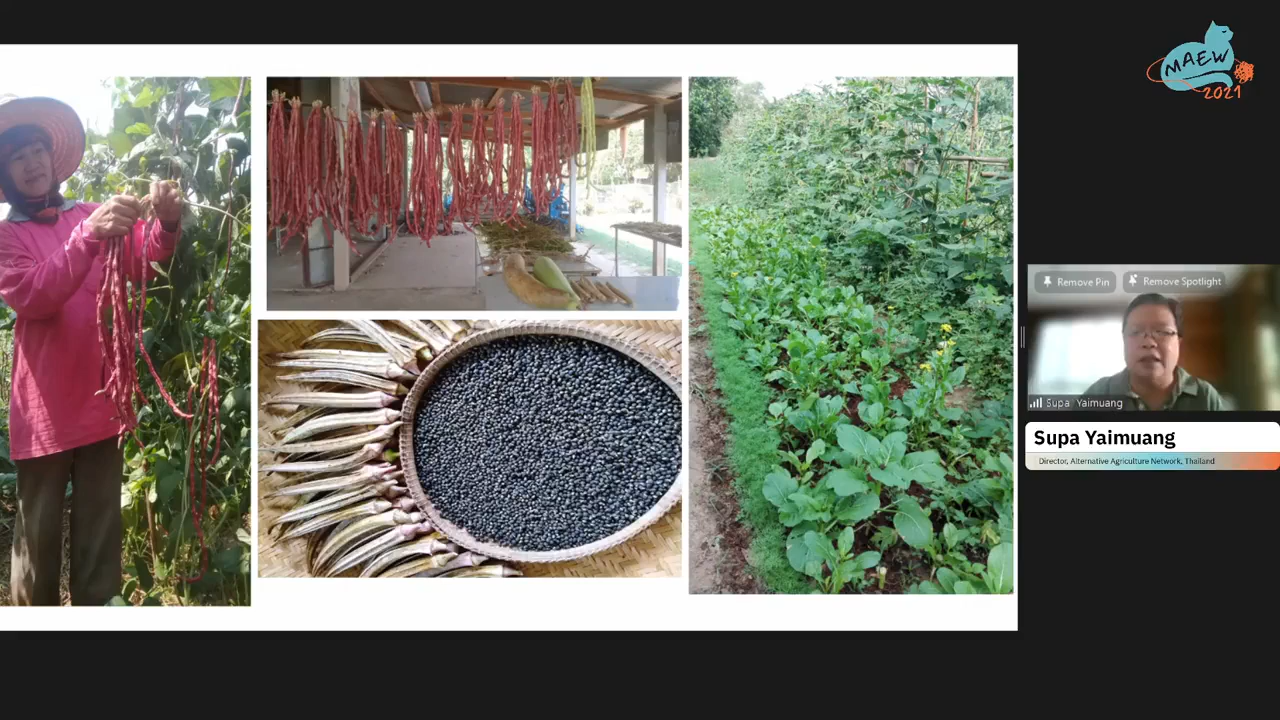 MAEW
2021
Remove Pin
Remove Spotlight
Supa Yaimuang
Supa Yaimuang
Director, Alternative Agriculture Network, Thailand